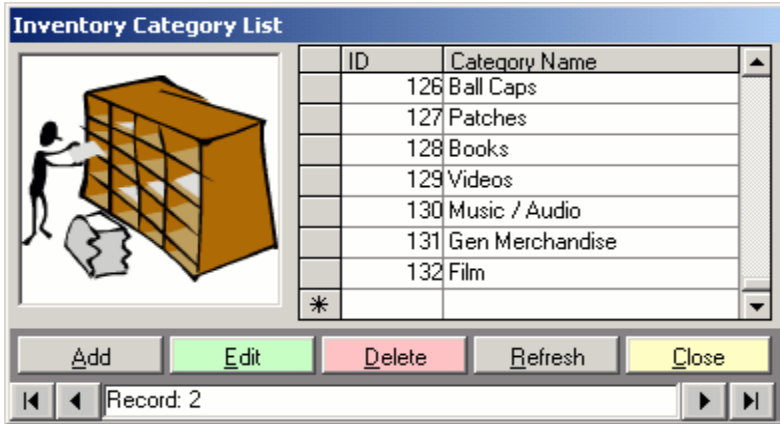 Inventory Category List
ID Category Name
126 Ball Caps
127 Patches
128 Books
129 Videos
130 Music / Audio
131 Gen Merchandise
132 Film
*
Add Edit Delete Refresh Close
Record: 2